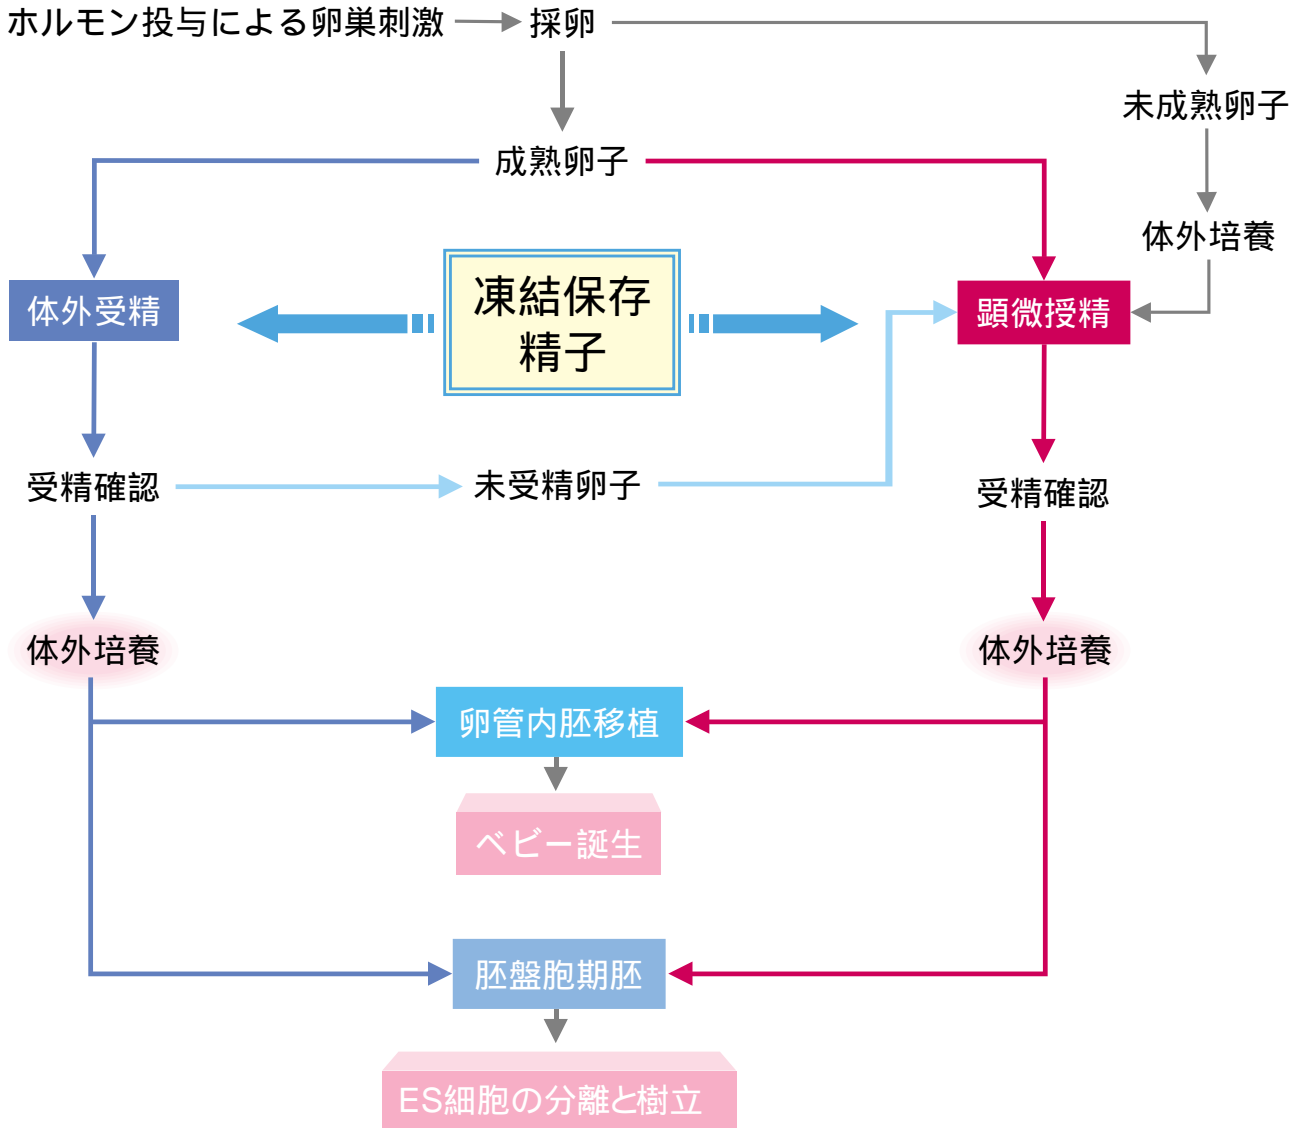 ホルモン投与による卵巣刺激
採卵
未成熟卵子
成熟卵子
体外培養
凍結保存
精子
体外受精
顕微授精
受精確認
未受精卵子
受精確認
体外培養
体外培養
卵管内胚移植
ベビー誕生
胚盤胞期胚
ES細胞の分離と樹立